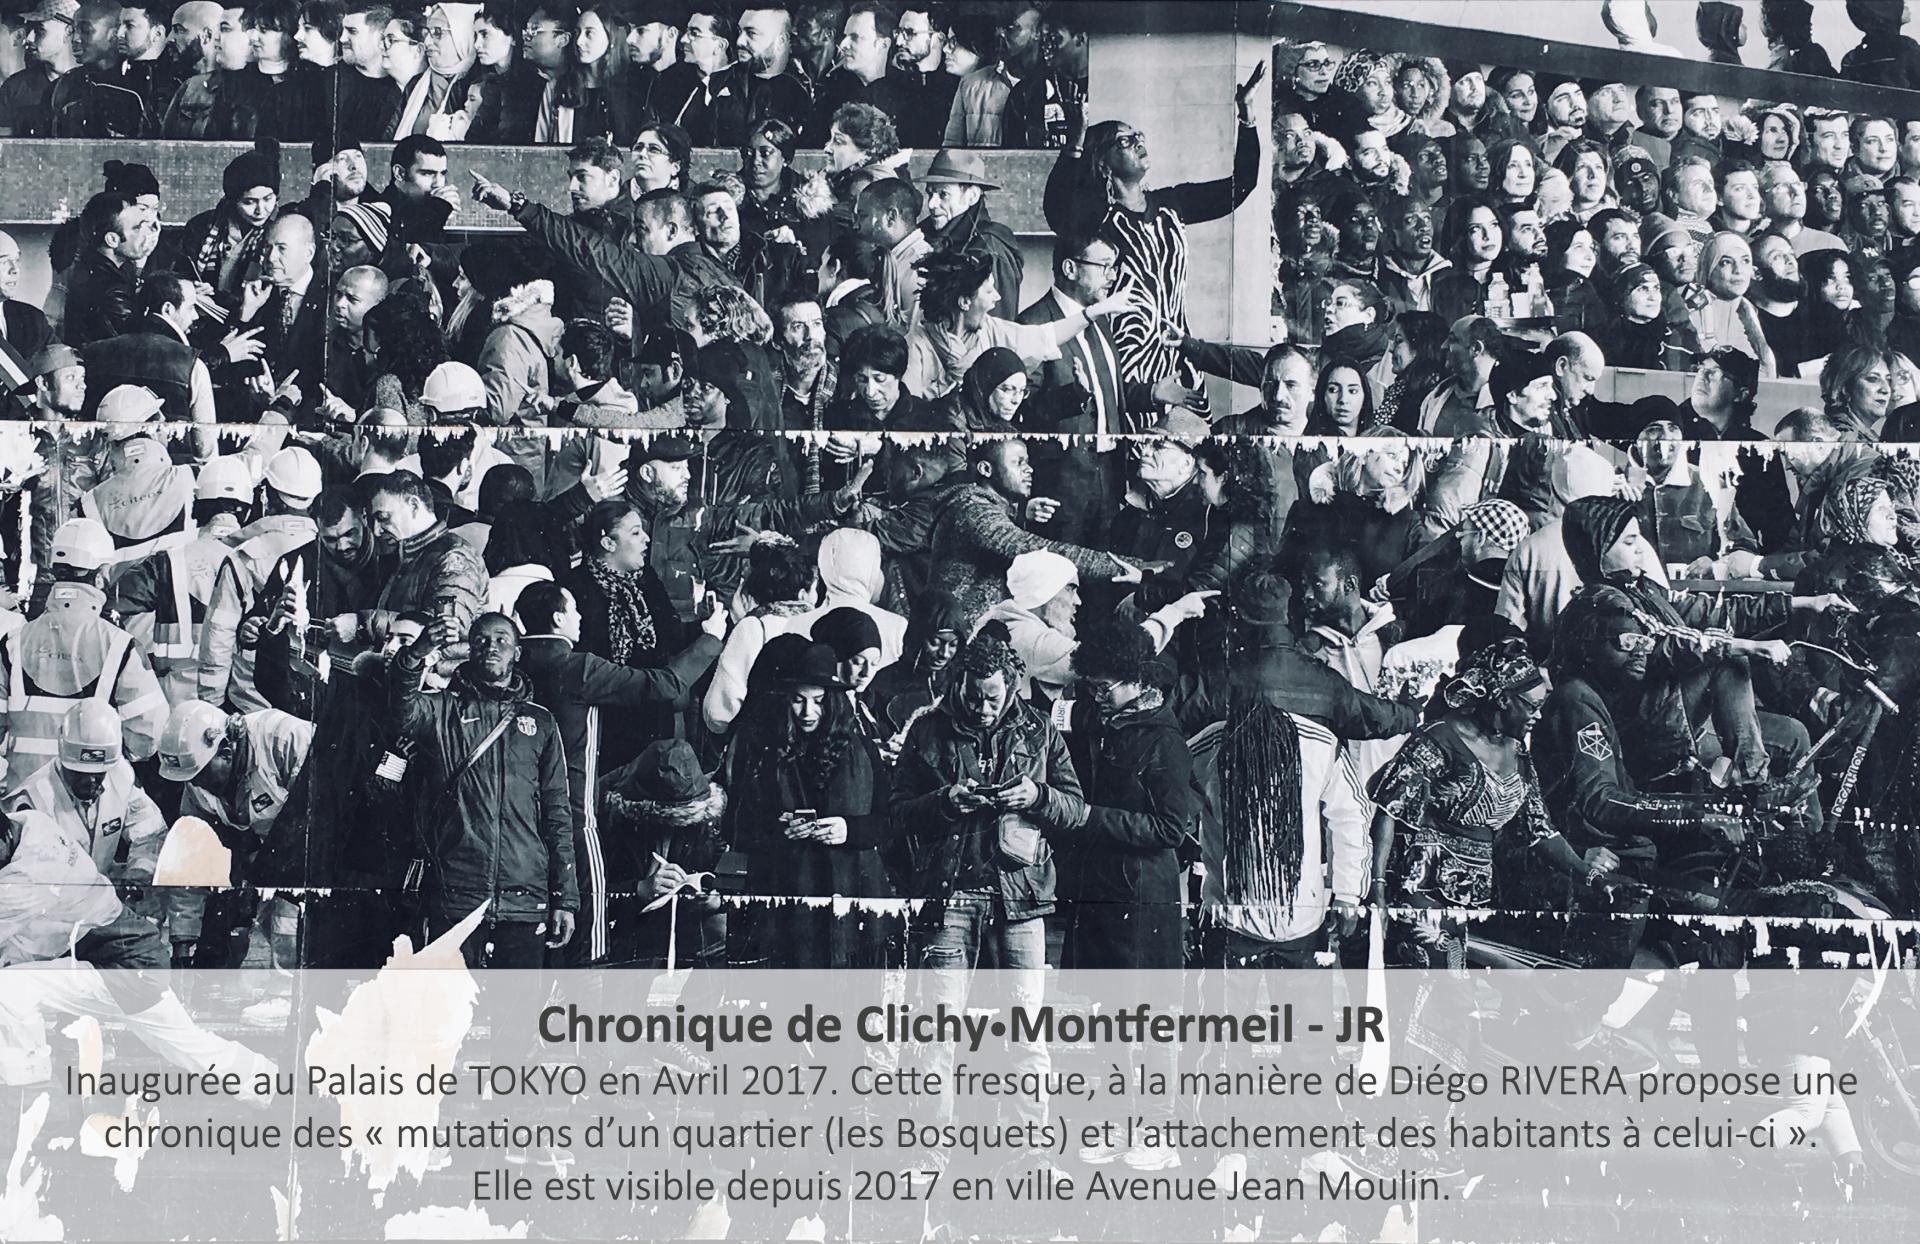 Chronique de Clichy•Montfermeil - JR
Inaugurée au Palais de TOKYO en Avril 2017. Cette fresque, à la manière de Diégo RIVERA propose une
chronique des « mutations d’un quartier (les Bosquets) et l’attachement des habitants à celui-ci ».
Elle est visible depuis 2017 en ville Avenue Jean Moulin.
DECATHLON